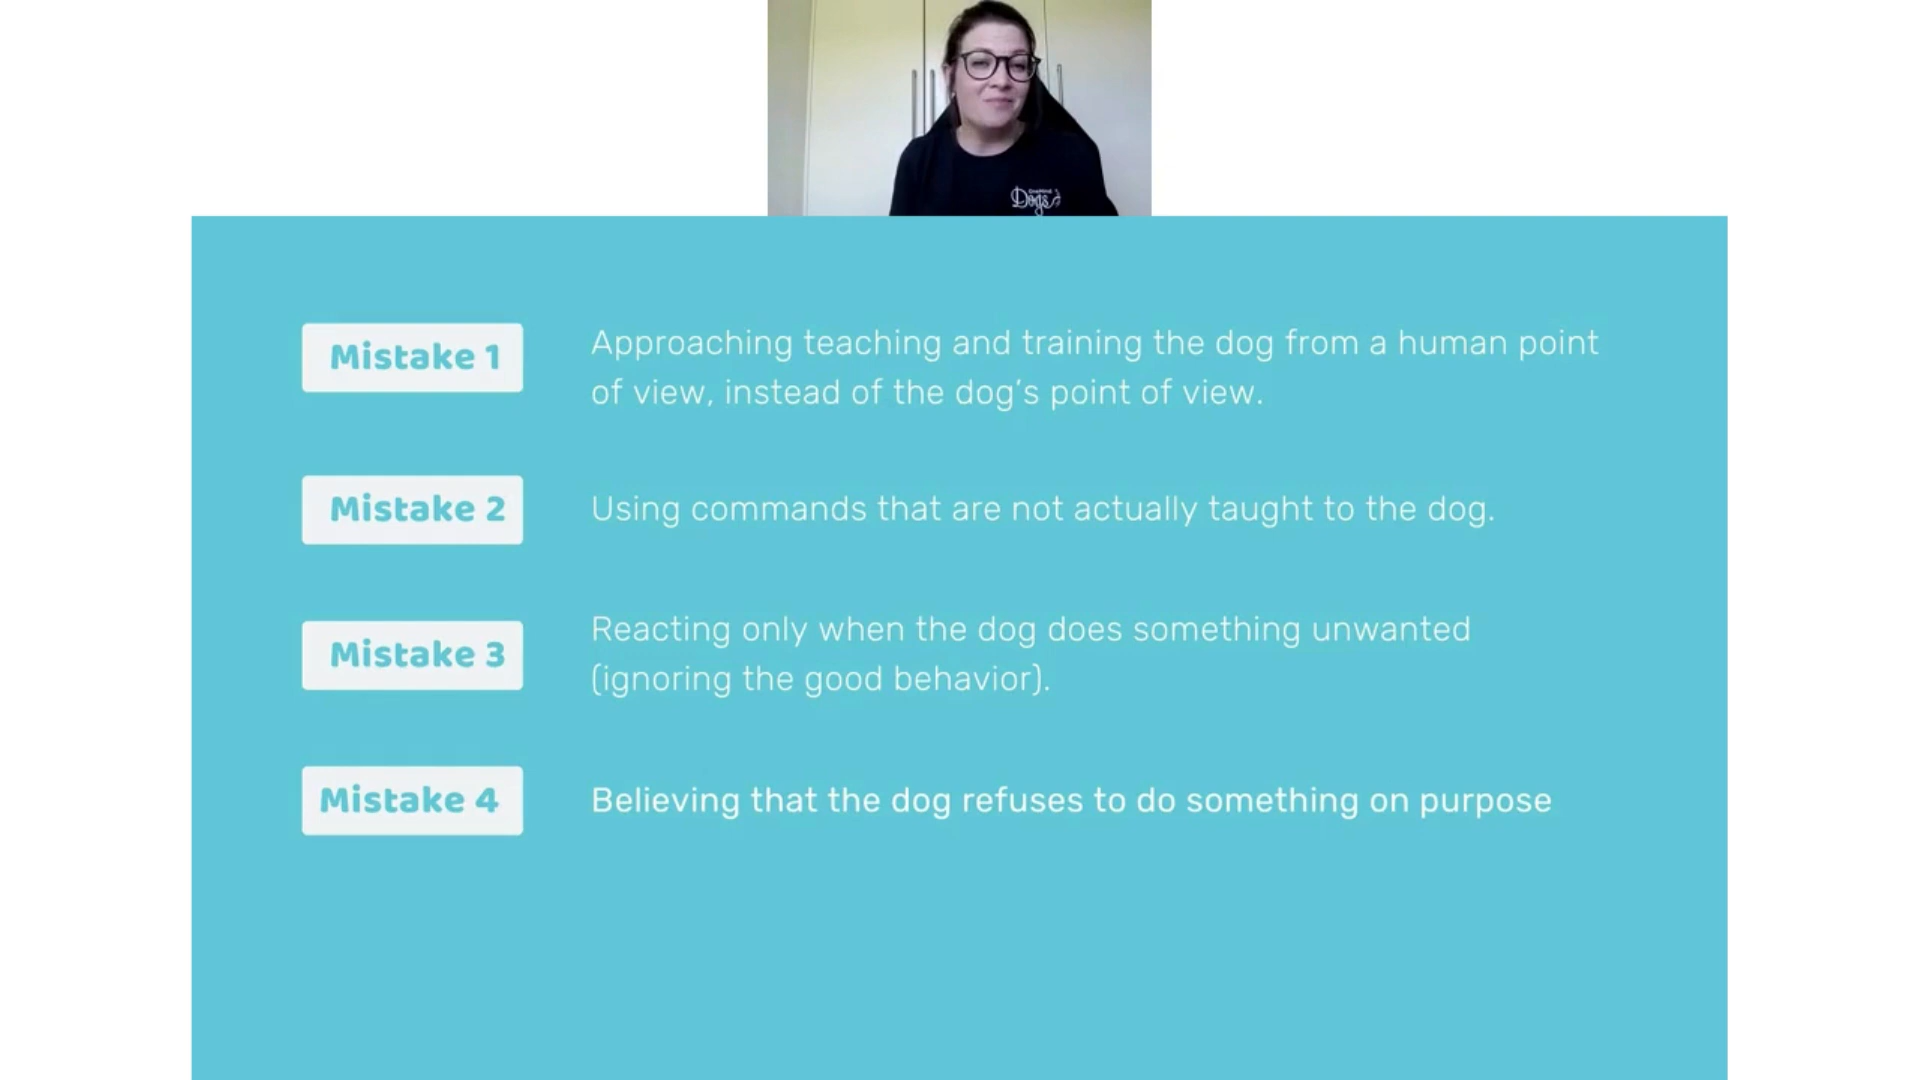 OneMind
Dogs
Mistake 1
Approaching teaching and training the dog from a human point
of view, instead of the dog's point of view.
Mistake 2
Using commands that are not actually taught to the dog.
Mistake 3
Reacting only when the dog does something unwanted
(ignoring the good behavior).
Mistake 4
Believing that the dog refuses to do something on purpose